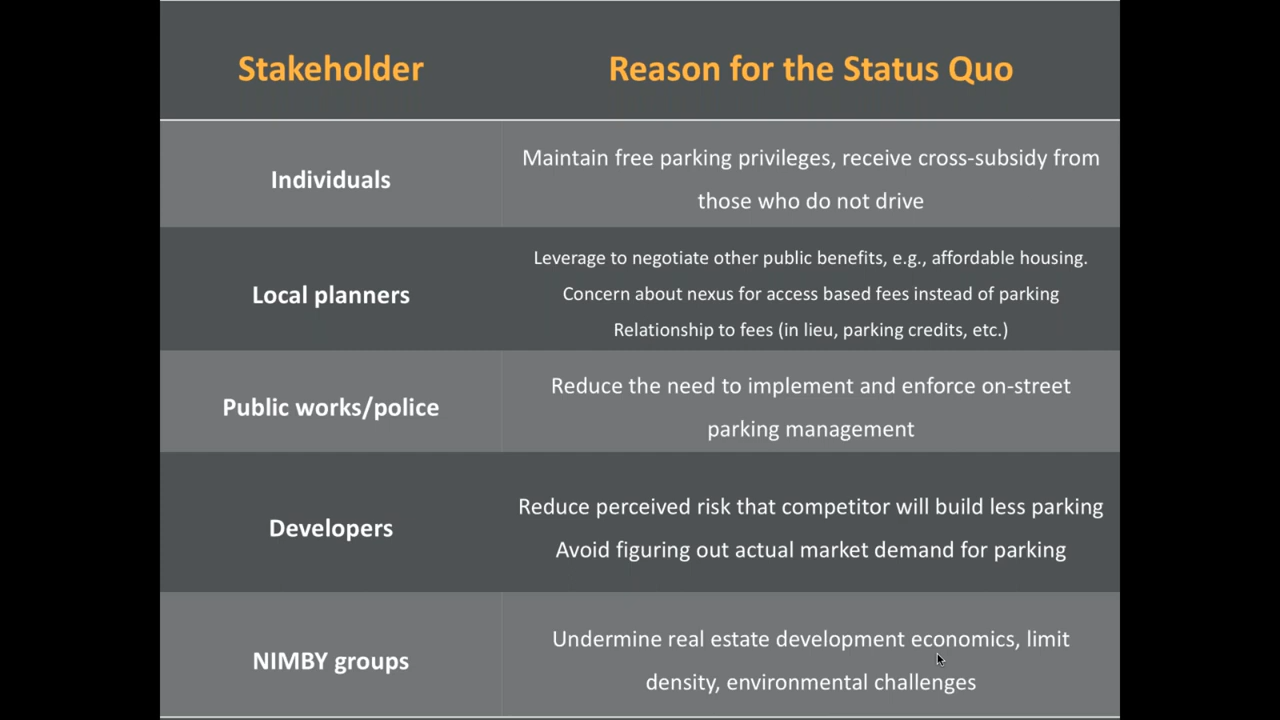 Stakeholder
Reason for the Status Quo
Individuals
Maintain free parking privileges, receive cross-subsidy from
those who do not drive
Local planners
Leverage to negotiate other public benefits, e.g., affordable housing.
Concern about nexus for access based fees instead of parking
Relationship to fees (in lieu, parking credits, etc.)
Public works/police
Reduce the need to implement and enforce on-street
parking management
Developers
Reduce perceived risk that competitor will build less parking
Avoid figuring out actual market demand for parking
NIMBY groups
Undermine real estate development economics, limit
density, environmental challenges